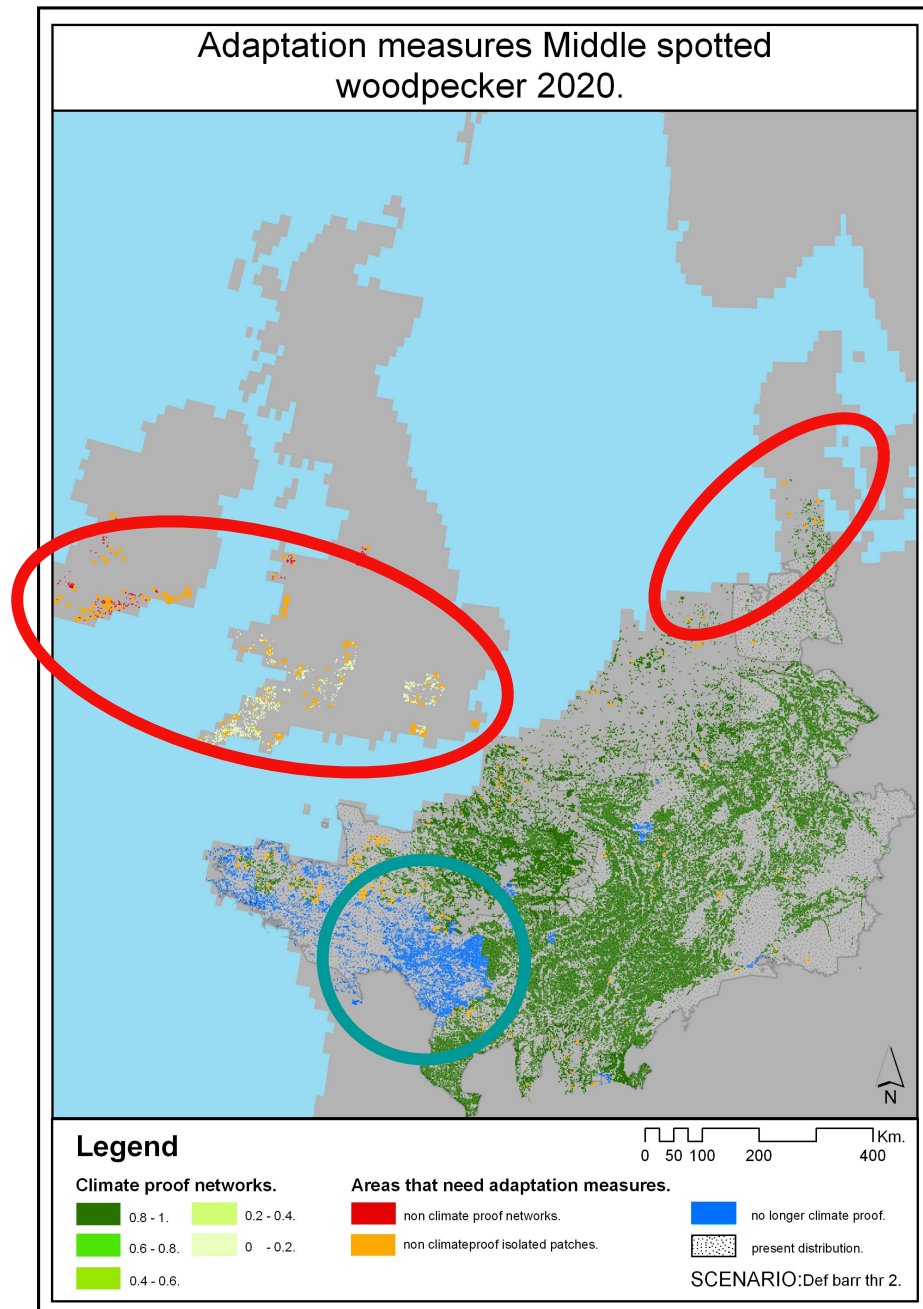 Adaptation measures Middle spotted
woodpecker 2020.
N
Legend
Km.
0 50 100 200 400
Climate proof networks.
0.8 - 1.
0.2 - 0.4.
0.6 - 0.8.
0 - 0.2.
0.4 - 0.6.
Areas that need adaptation measures.
non climate proof networks.
non climateproof isolated patches.
no longer climate proof.
present distribution.
SCENARIO:Def barr thr 2.